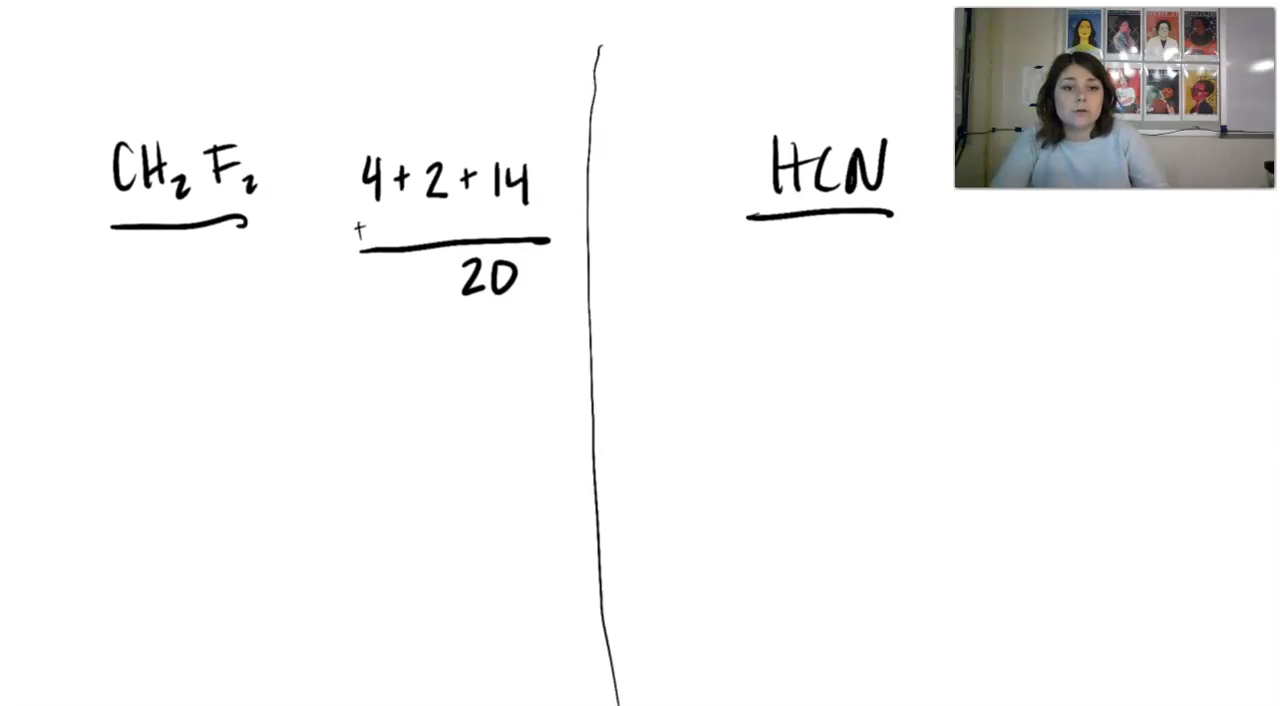 CH₂F₂
4 + 2 + 14
+
20
HCN